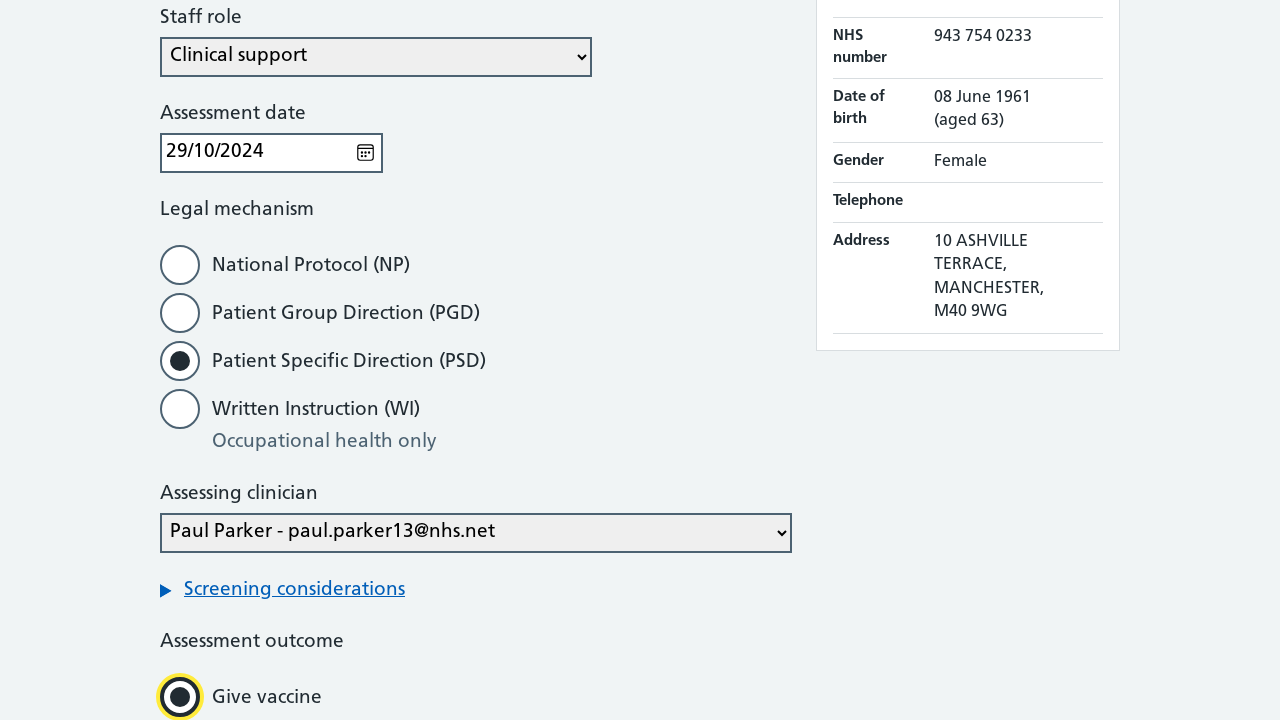 Staff role
Clinical support
Assessment date
29/10/2024
Legal mechanism
National Protocol (NP)
Patient Group Direction (PGD)
Patient Specific Direction (PSD)
Written Instruction (WI)
Occupational health only
Assessing clinician
Paul Parker - paul.parker13@nhs.net
Screening considerations
Assessment outcome
Give vaccine
NHS number
943 754 0233
Date of birth
08 June 1961
(aged 63)
Gender
Female
Telephone
Address
10 ASHVILLE
TERRACE,
MANCHESTER,
M40 9WG